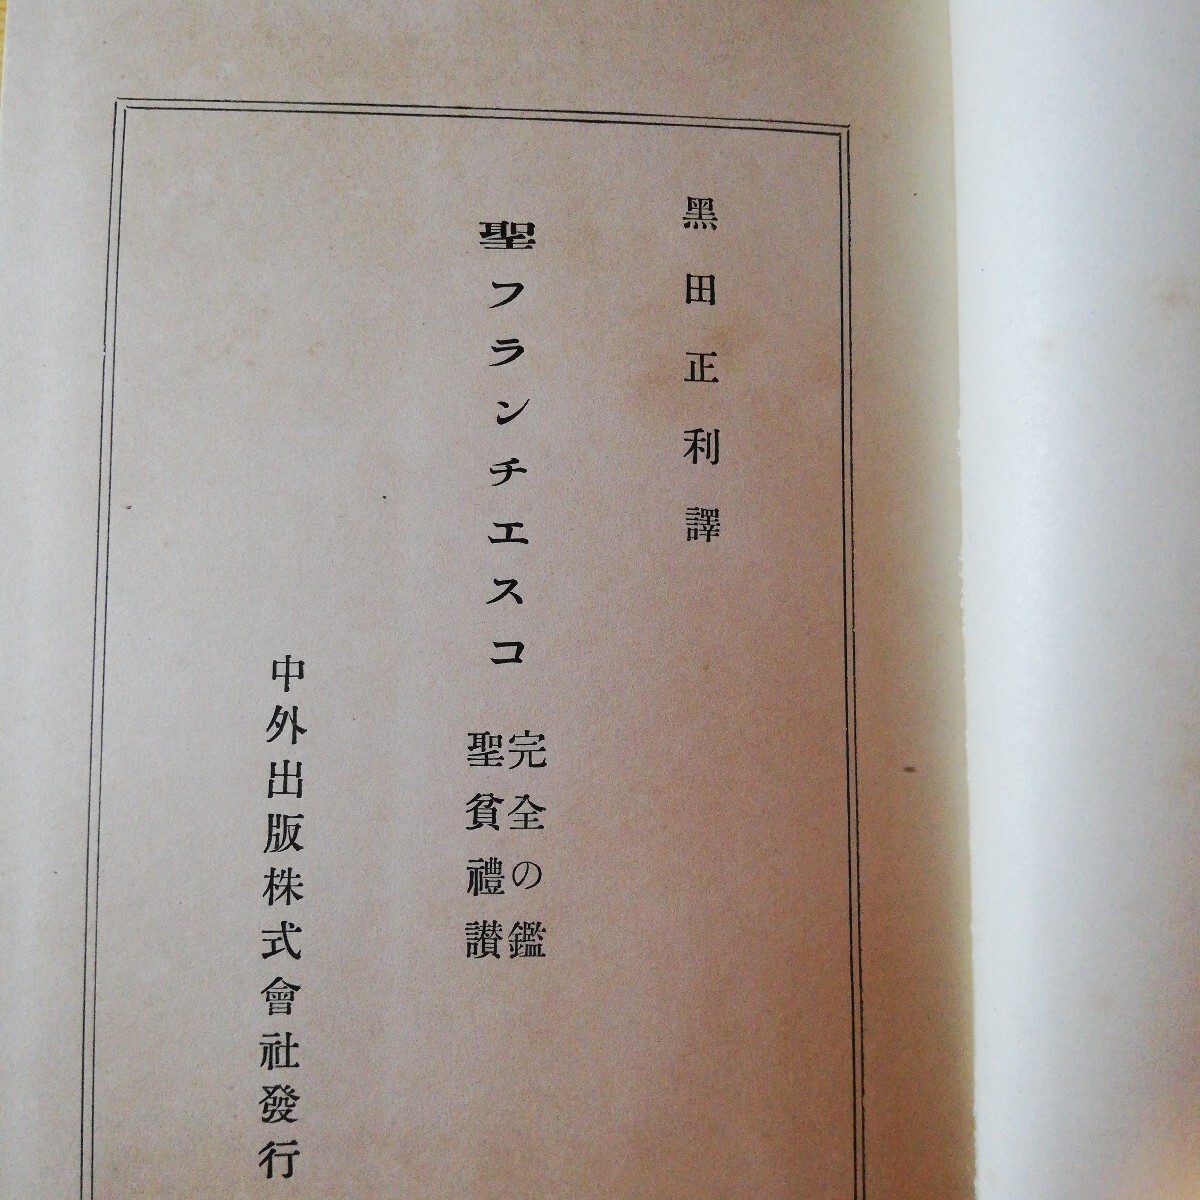 黑田正利譯
聖フランチエスコ
完全の鑑
聖貧禮讃
中外出版株式會社發行